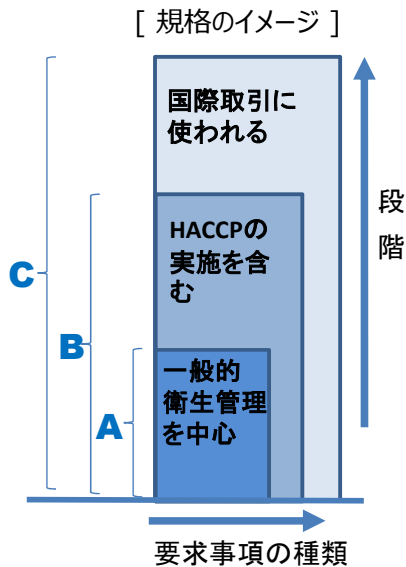 [ 規格のイメージ ]
国際取引に
使われる
段
階
HACCPの
実施を含
む
C
B
一般的
衛生管理
を中心
A
要求事項の種類